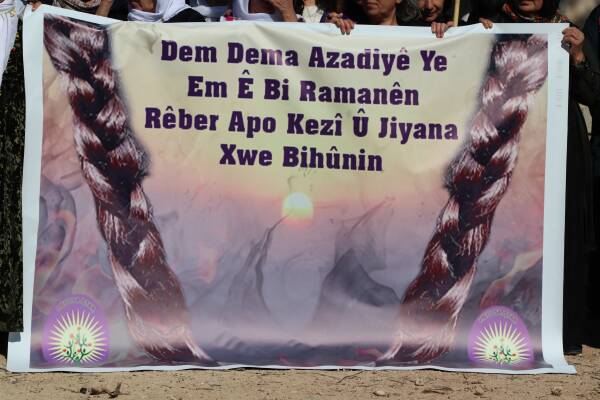 Dem Dema Azadiyê Ye
Em Ê Bi Ramanên
Rêber Apo Kezî Û Jiyana
Xwe Bihûnin